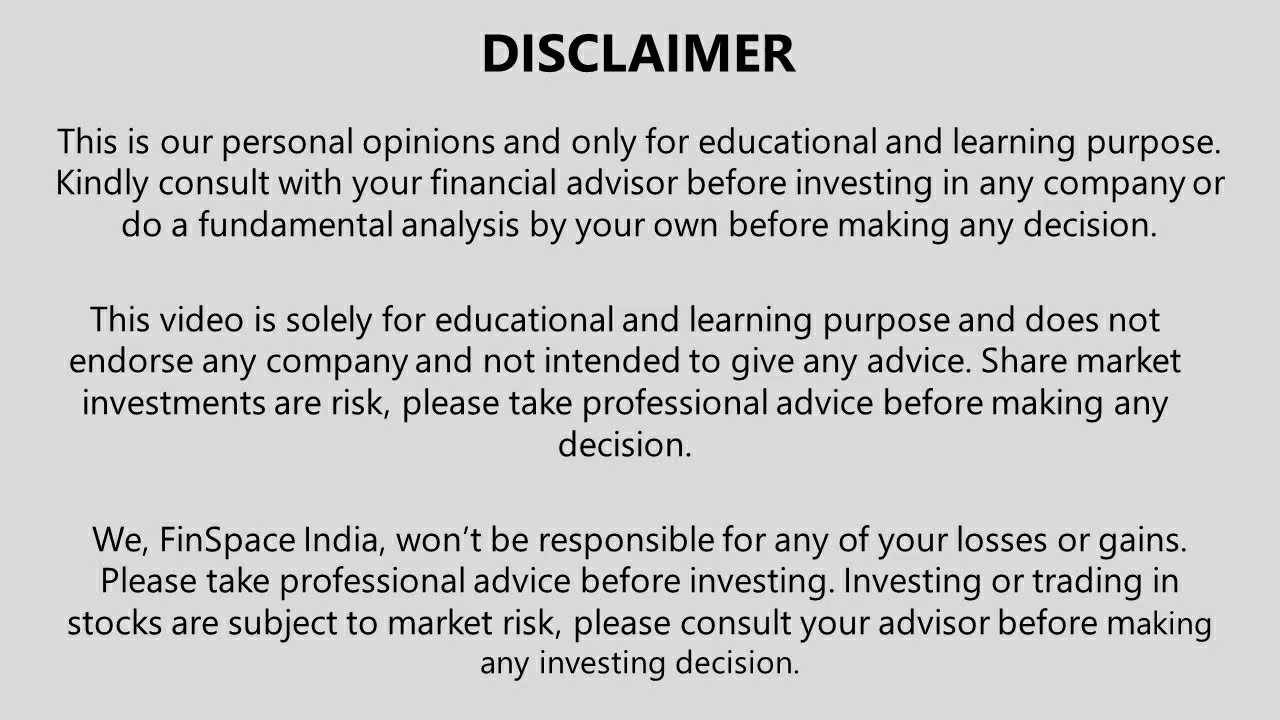 DISCLAIMER
This is our personal opinions and only for educational and learning purpose.
Kindly consult with your financial advisor before investing in any company or
do a fundamental analysis by your own before making any decision.
This video is solely for educational and learning purpose and does not
endorse any company and not intended to give any advice. Share market
investments are risk, please take professional advice before making any
decision.
We, FinSpace India, won’t be responsible for any of your losses or gains.
Please take professional advice before investing. Investing or trading in
stocks are subject to market risk, please consult your advisor before making
any investing decision.